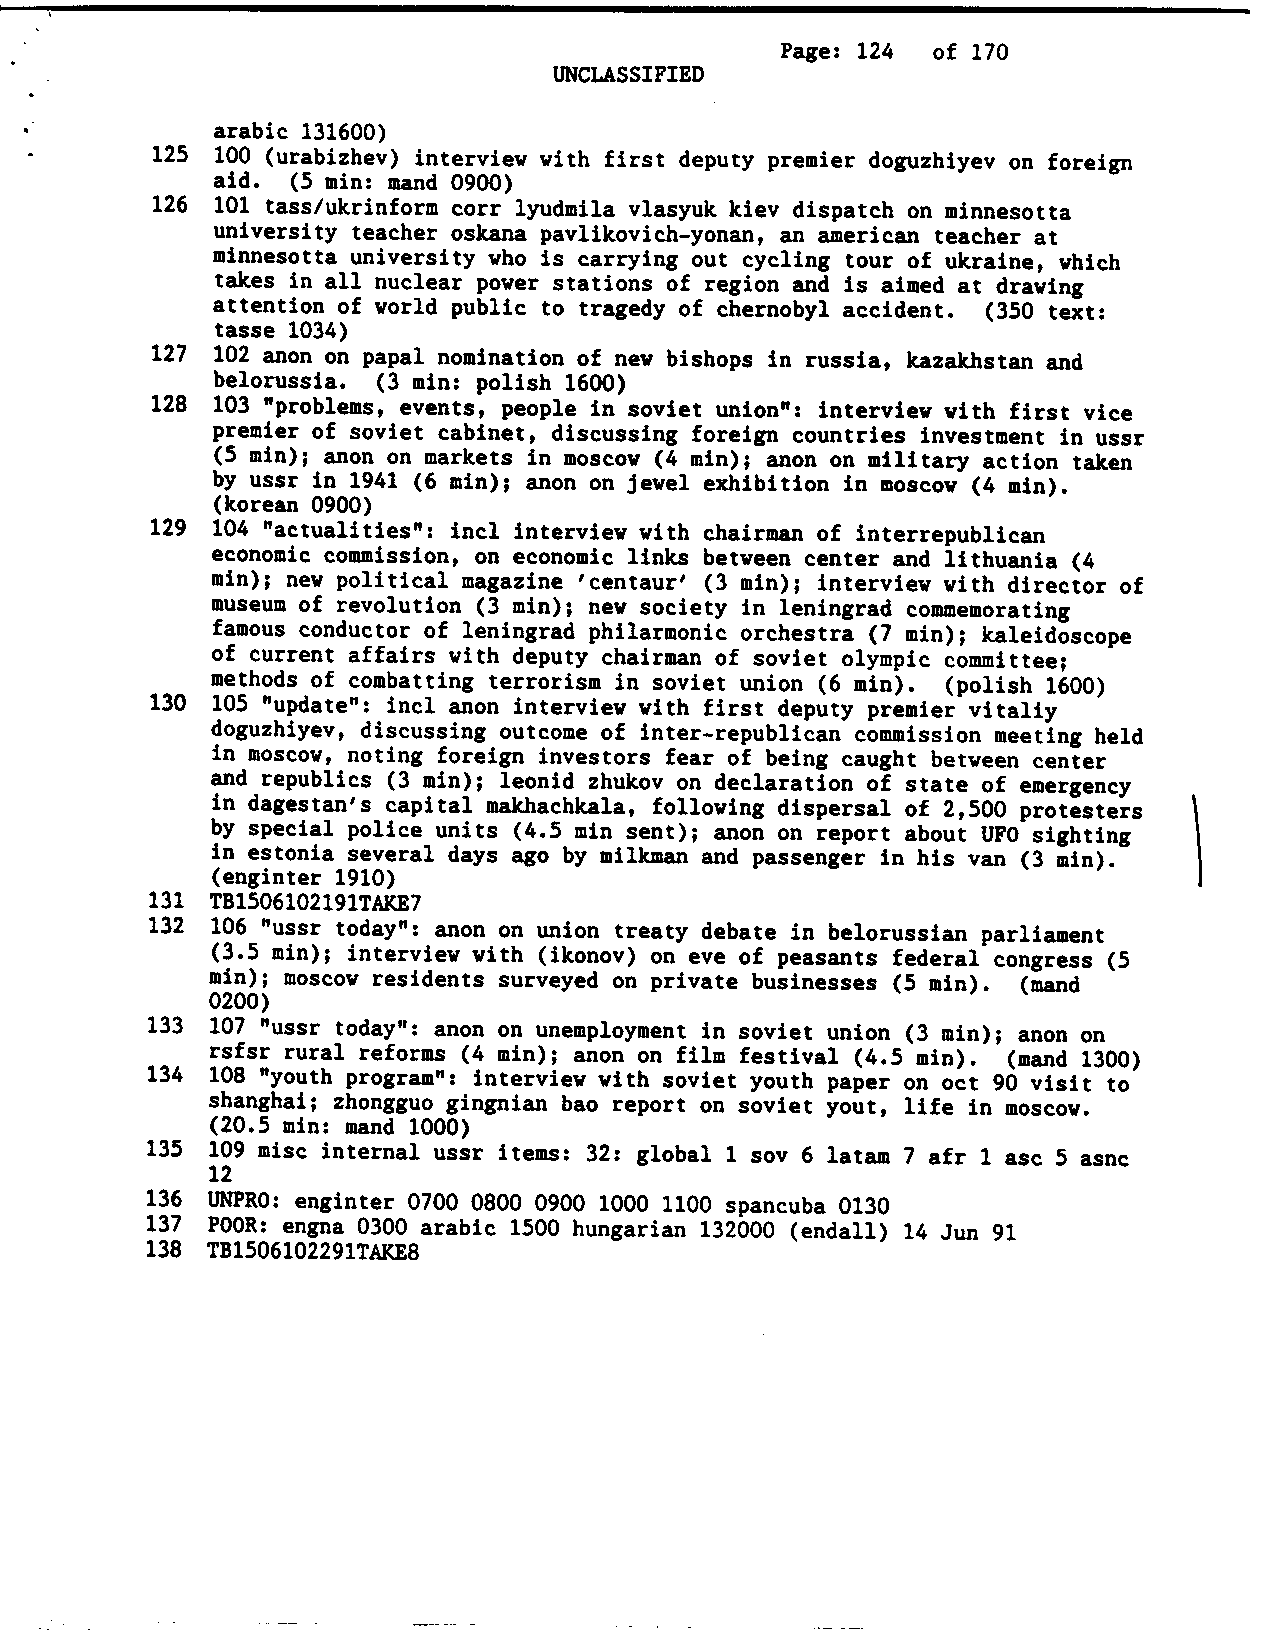 Page: 124 of 170
UNCLASSIFIED
arabic 131600)
125 100 (urabizhev) interview with first deputy premier doguzhiyev on foreign
aid. (5 min: mand 0900)
126 101 tass/ukrinform corr lyudmila vlasyuk kiev dispatch on minnesotta
university teacher oskana pavlikovich-yonan, an american teacher at
minnesotta university who is carrying out cycling tour of ukraine, which
takes in all nuclear power stations of region and is aimed at drawing
attention of world public to tragedy of chernobyl accident. (350 text:
tasse 1034)
127 102 anon on papal nomination of new bishops in russia, kazakhstan and
belorussia. (3 min: polish 1600)
128 103 "problems, events, people in soviet union": interview with first vice
premier of soviet cabinet, discussing foreign countries investment in ussr
(5 min); anon on markets in moscow (4 min); anon on military action taken
by ussr in 1941 (6 min); anon on jewel exhibition in moscow (4 min).
(korean 0900)
129 104 "actualities": incl interview with chairman of interrepublican
economic commission, on economic links between center and lithuania (4
min); new political magazine 'centaur' (3 min); interview with director of
museum of revolution (3 min); new society in leningrad commemorating
famous conductor of leningrad philarmonic orchestra (7 min); kaleidoscope
of current affairs with deputy chairman of soviet olympic committee;
methods of combatting terrorism in soviet union (6 min). (polish 1600)
130 105 "update": incl anon interview with first deputy premier vitaliy
doguzhiyev, discussing outcome of inter-republican commission meeting held
in moscow, noting foreign investors fear of being caught between center
and republics (3 min); leonid zhukov on declaration of state of emergency
in dagestan's capital makhachkala, following dispersal of 2,500 protesters
by special police units (4.5 min sent); anon on report about UFO sighting
in estonia several days ago by milkman and passenger in his van (3 min).
(enginter 1910)
131 TB1506102191TAKE7
132 106 "ussr today": anon on union treaty debate in belorussian parliament
(3.5 min); interview with (ikonov) on eve of peasants federal congress (5
min); moscow residents surveyed on private businesses (5 min). (mand
0200)
133 107 "ussr today": anon on unemployment in soviet union (3 min); anon on
rsfsr rural reforms (4 min); anon on film festival (4.5 min). (mand 1300)
134 108 "youth program": interview with soviet youth paper on oct 90 visit to
shanghai; zhongguo gingnian bao report on soviet yout, life in moscow.
(20.5 min: mand 1000)
135 109 misc internal ussr items: 32: global 1 sov 6 latam 7 afr 1 asc 5 asnc
12
136 UNPRO: enginter 0700 0800 0900 1000 1100 spancuba 0130
137 POOR: engna 0300 arabic 1500 hungarian 132000 (endall) 14 Jun 91
138 TB1506102291TAKE8